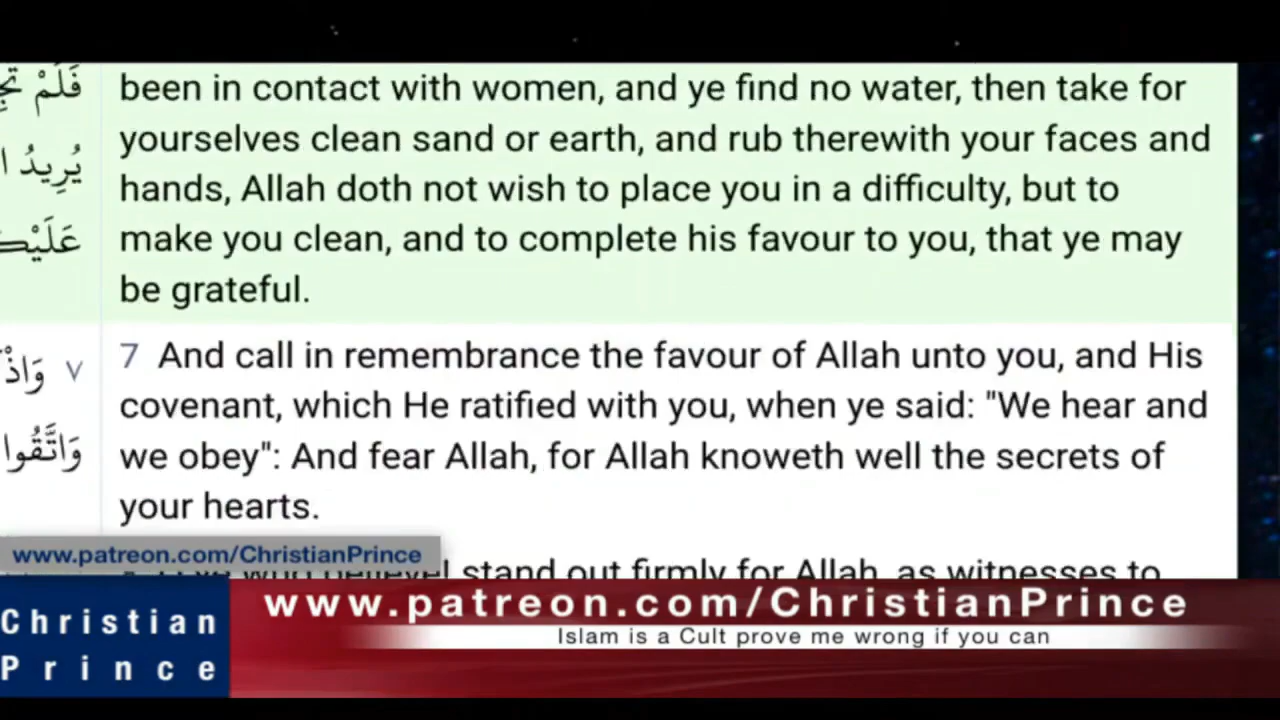 فَلَمْ
been in contact with women, and ye find no water, then take for
yourselves clean sand or earth, and rub therewith your faces and
يُرِيدُ
hands, Allah doth not wish to place you in a difficulty, but to
make you clean, and to complete his favour to you, that ye may
be grateful.
٧
7 And call in remembrance the favour of Allah unto you, and His
covenant, which He ratified with you, when ye said: "We hear and
وَاتَّقُوا
we obey": And fear Allah, for Allah knoweth well the secrets of
your hearts.
www.patreon.com/ChristianPrince
stand out firmly for Allah, as witnesses to
www.patreon.com/ChristianPrince
Islam is a Cult prove me wrong if you can
Christian
Prince